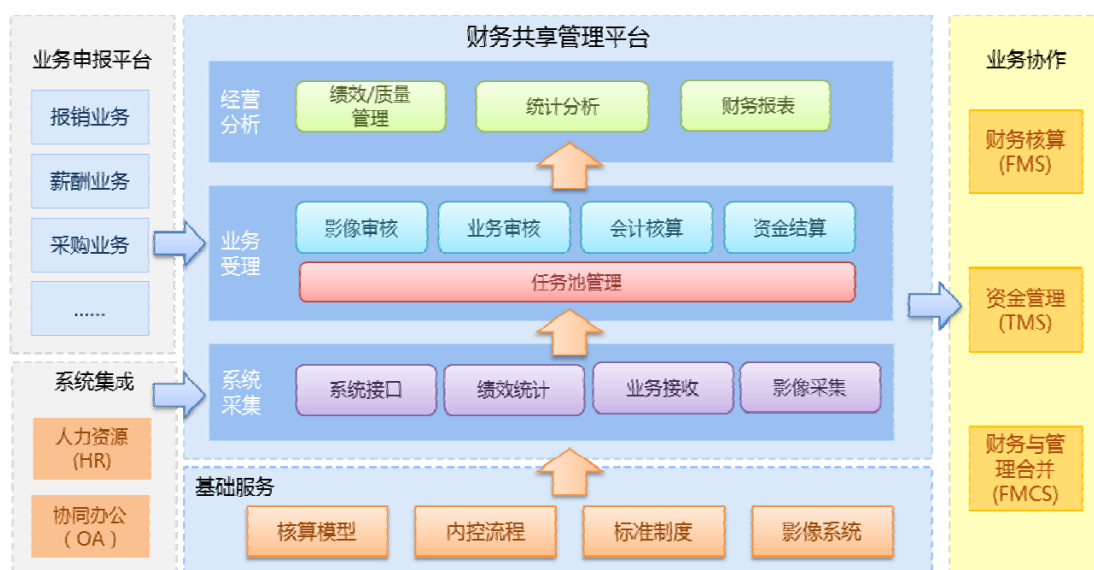 业务申报平台
报销业务
薪酬业务
采购业务
......
系统集成
人力资源
(HR)
协同办公
( OA )
财务共享管理平台
经营
分析
绩效/质量
管理
统计分析
财务报表
业务
受理
影像审核
业务审核
会计核算
资金结算
任务池管理
系统
采集
系统接口
绩效统计
业务接收
影像采集
基础服务
核算模型
内控流程
标准制度
影像系统
业务协作
财务核算
(FMS)
资金管理
(TMS)
财务与管
理合并
(FMCS)